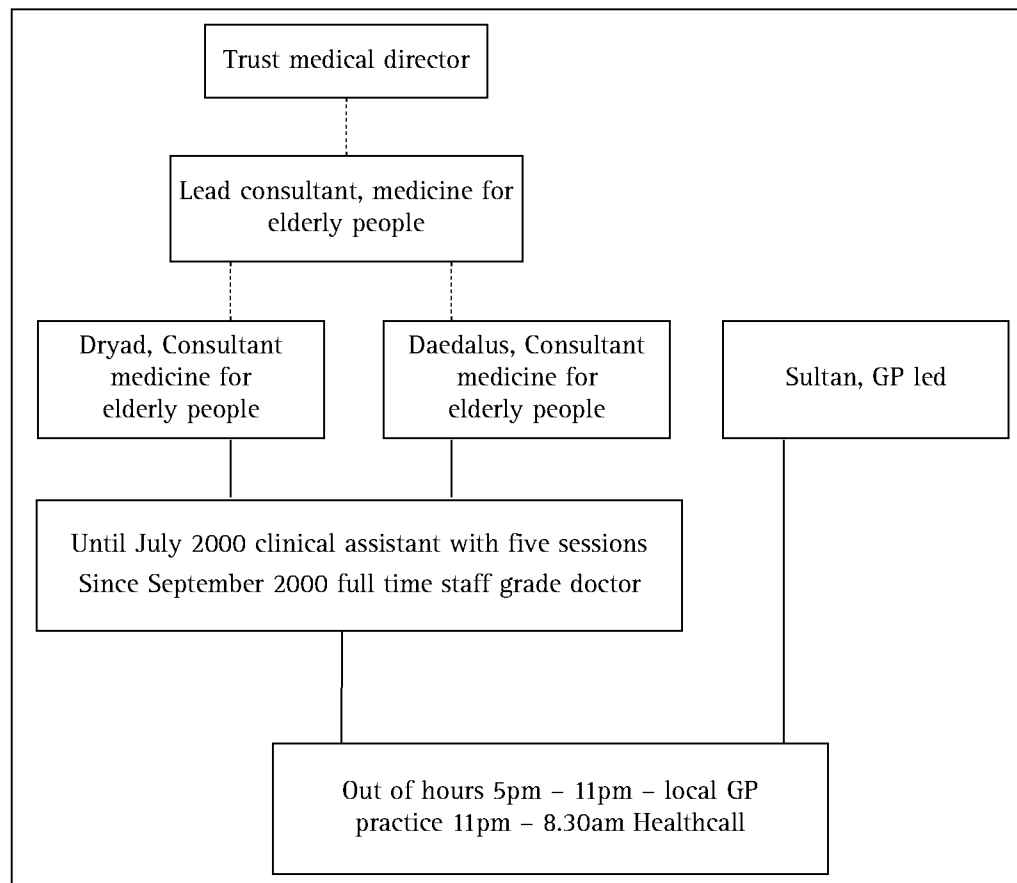 Trust medical director
Lead consultant, medicine for
elderly people
Dryad, Consultant
medicine for
elderly people
Daedalus, Consultant
medicine for
elderly people
Sultan, GP led
Until July 2000 clinical assistant with five sessions
Since September 2000 full time staff grade doctor
Out of hours 5pm – 11pm – local GP
practice 11pm – 8.30am Healthcall